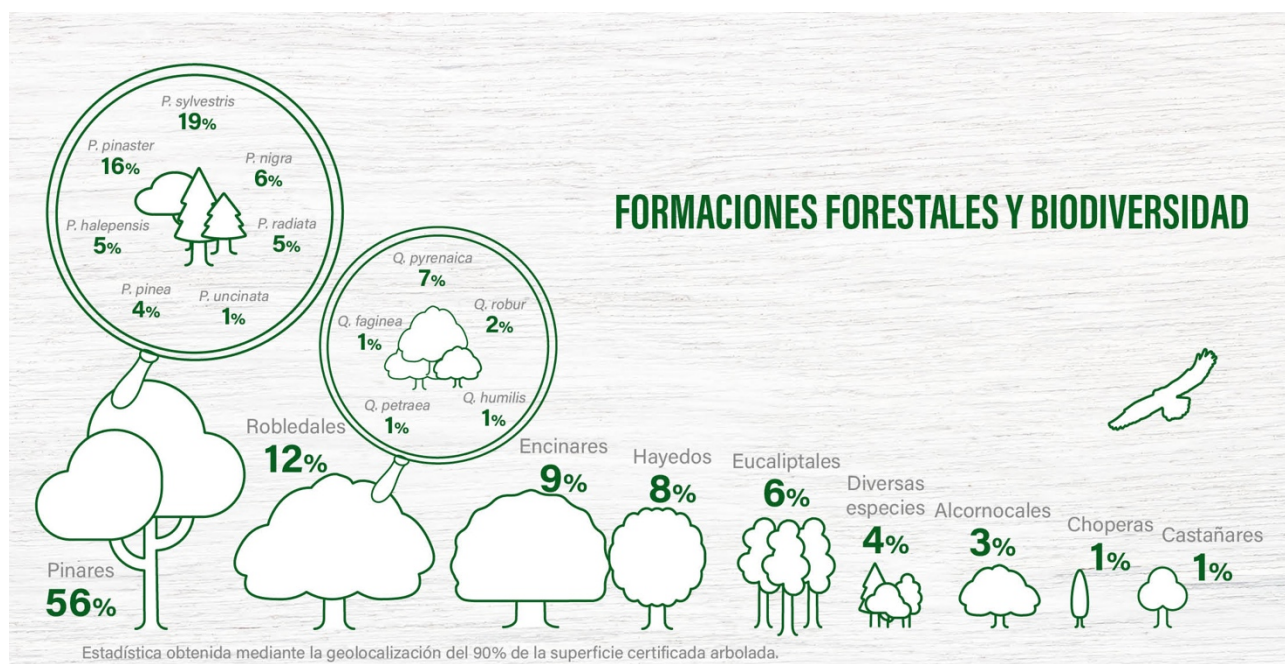 P. sylvestris
19%
P. pinaster
16%
P. nigra
6%
P. halepensis
5%
P. radiata
5%
P. pinea
4%
P. uncinata
1%
FORMACIONES FORESTALES Y BIODIVERSIDAD
Q. pyrenaica
7%
Q. robur
2%
Q. faginea
1%
Q. petraea
1%
Q. humilis
1%
Pinares
56%
Robledales
12%
Encinares
9%
Hayedos
8%
Eucaliptales
6%
Diversas
especies
4%
Alcornocales
3%
Choperas
1%
Castañares
1%
Estadística obtenida mediante la geolocalización del 90% de la superficie certificada arbolada.